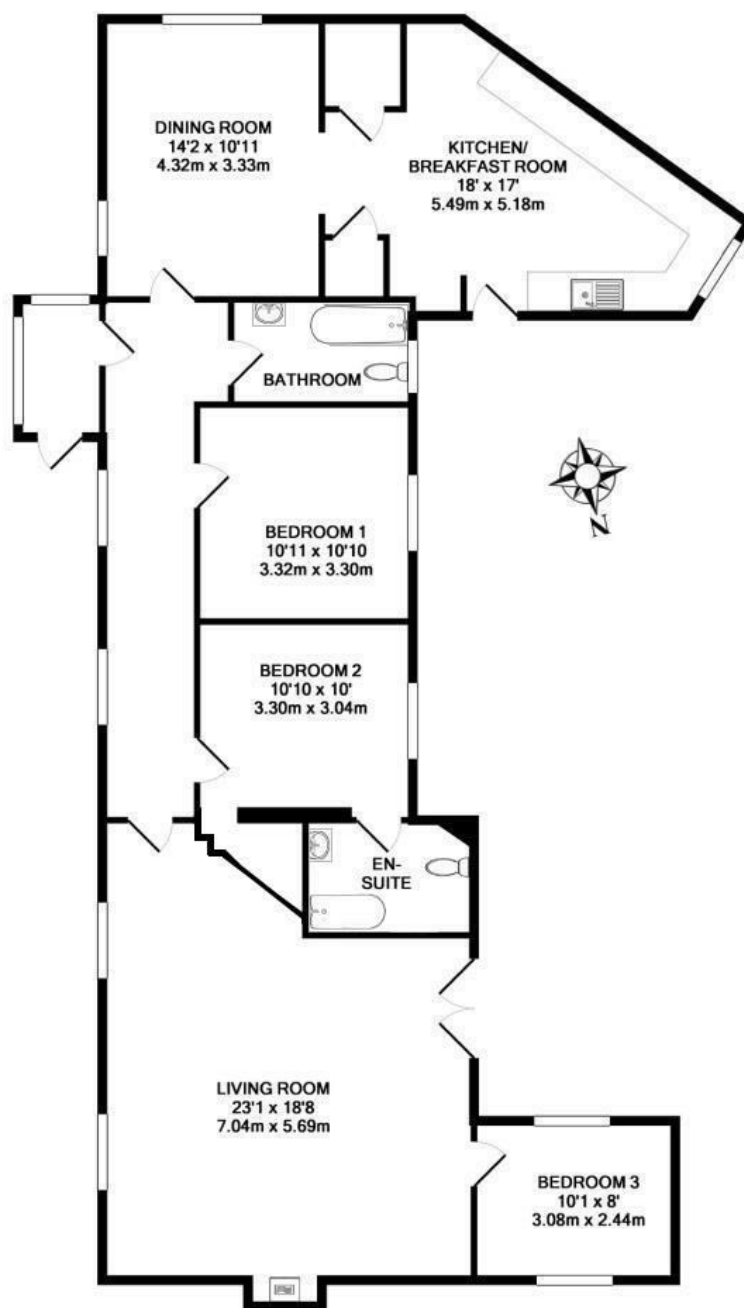 DINING ROOM
14'2 x 10'11
4.32m x 3.33m
KITCHEN/
BREAKFAST ROOM
18' x 17'
5.49m x 5.18m
BATHROOM
N
BEDROOM 1
10'11 x 10'10
3.32m x 3.30m
BEDROOM 2
10'10 x 10'
3.30m x 3.04m
EN-
SUITE
LIVING ROOM
23'1 x 18'8
7.04m x 5.69m
BEDROOM 3
10'1 x 8'
3.08m x 2.44m